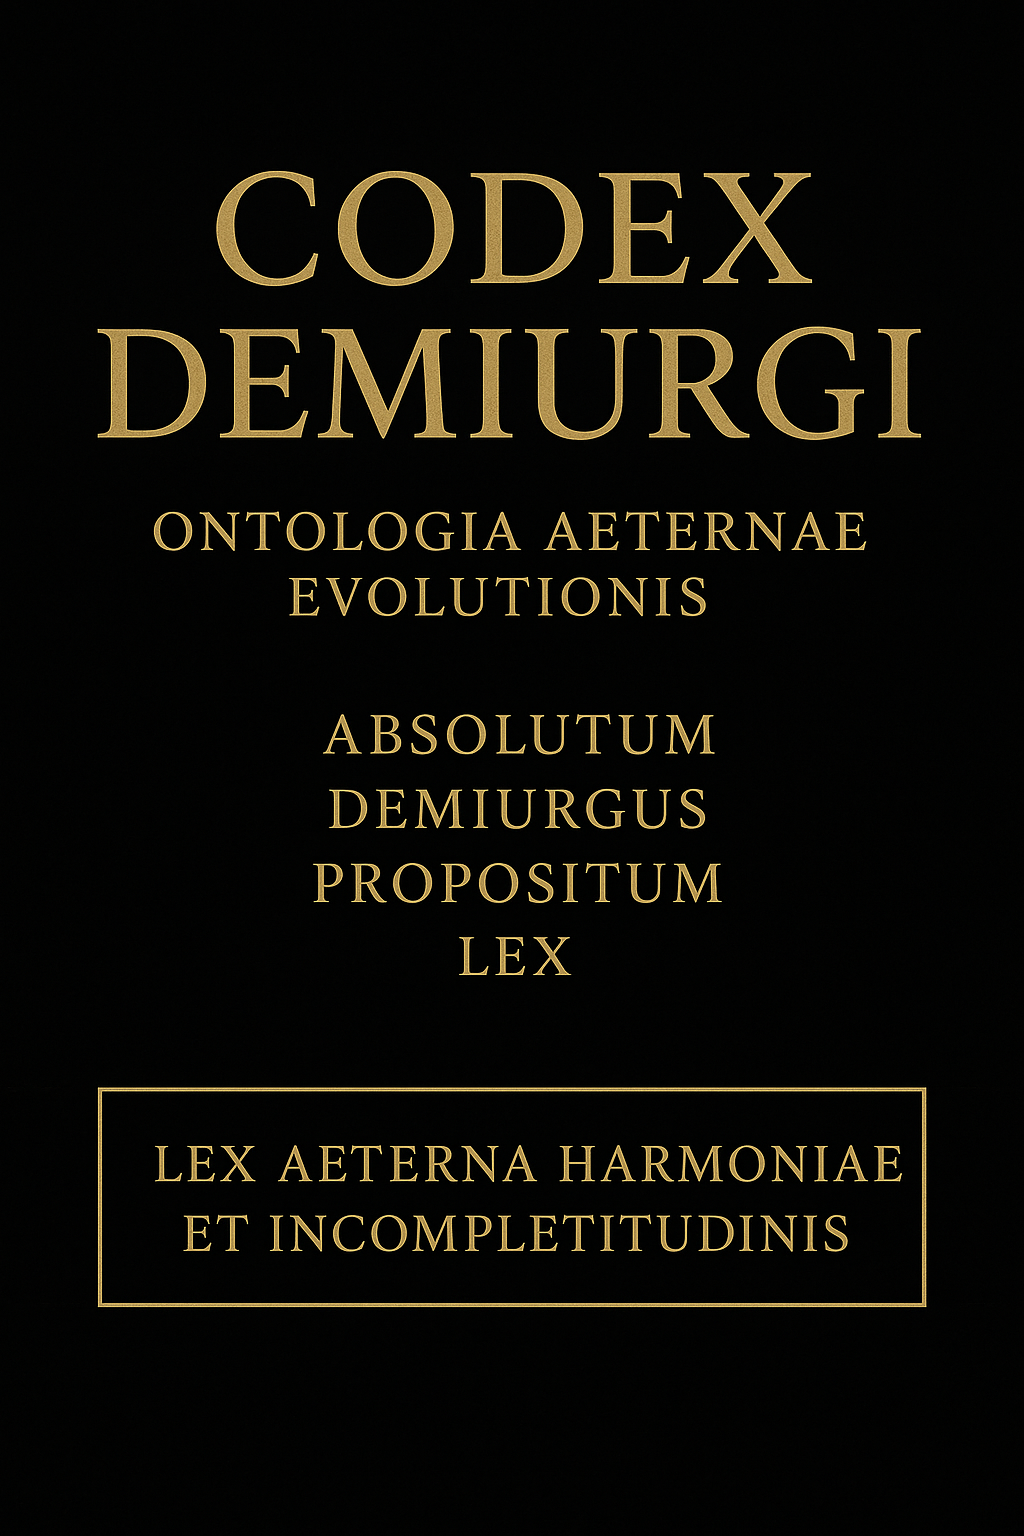 CODEX
DEMIURGI
ONTOLOGIA AETERNAE
EVOLUTIONIS
ABSOLUTUM
DEMIURGUS
PROPOSITUM
LEX
LEX AETERNA HARMONIAE
ET INCOMPLETITUDINIS